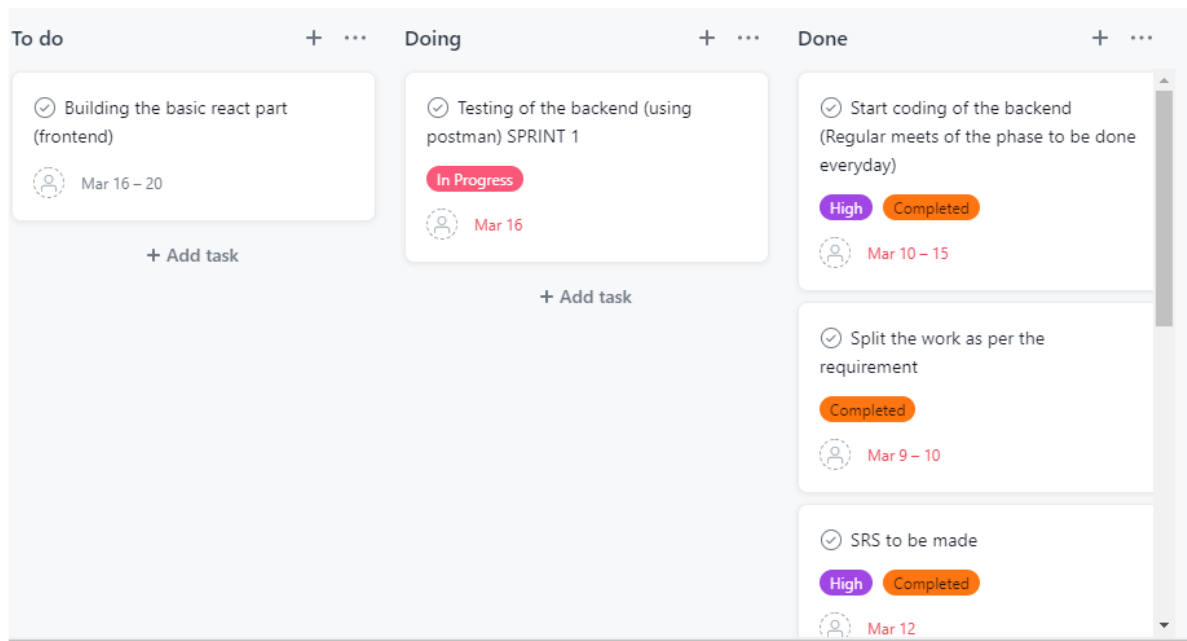 To do
Building the basic react part
(frontend)
Mar 16 – 20
+ Add task
Doing
Testing of the backend (using
postman) SPRINT 1
In Progress
Mar 16
+ Add task
Done
Start coding of the backend
(Regular meets of the phase to be done
everyday)
High Completed
Mar 10 – 15
Split the work as per the
requirement
Completed
Mar 9 – 10
SRS to be made
High Completed
Mar 12